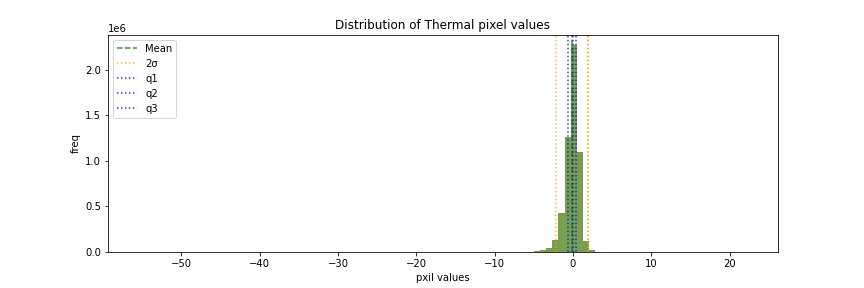 Distribution of Thermal pixel values
1e6
Mean
2σ
q1
q2
q3
2.0
1.5
1.0
0.5
0.0
freq
−50 −40 −30 −20 −10 0 10 20
pxil values